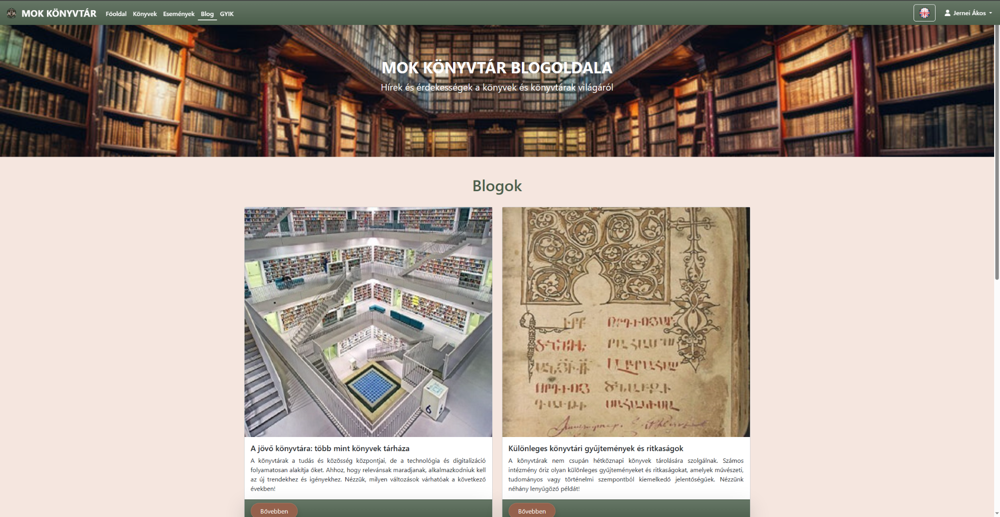 MOK KÖNYVTÁR Főoldal Könyvek Események Blog GYIK Jernei Ákos
MOK KÖNYVTÁR BLOGOLDALA
Hírek és érdekességek a könyvek és könyvtárak világáról
Blogok
6
A jövő könyvtára: több mint könyvek tárháza
A könyvtárak a tudás és közösség központjai, de a technológia és digitalizáció
folyamatosan alakítja őket. Ahhoz, hogy relevánsak maradjanak, alkalmazkodniuk kell
az új trendekhez és igényekhez. Nézzük, milyen változások várhatóak a következő
években!
Bővebben
Különleges könyvtári gyűjtemények és ritkaságok
A könyvtárak nem csupán hétköznapi könyvek tárolására szolgálnak. Számos
intézmény őriz olyan különleges gyűjteményeket és ritkaságokat, amelyek művészeti,
tudományos vagy történelmi szempontból kiemelkedő jelentőségűek. Nézzünk
néhány lenyűgöző példát!
Bővebben